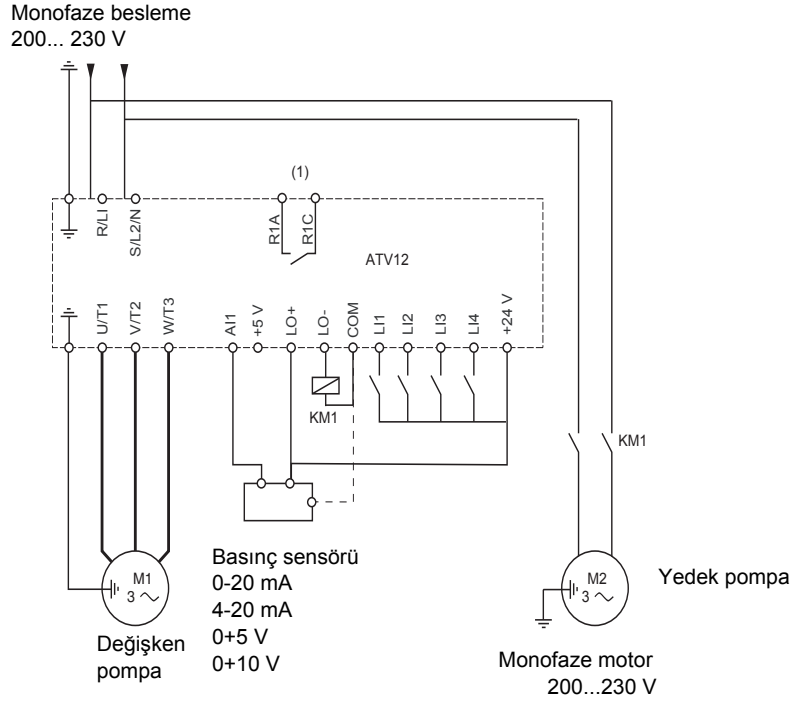 Monofaze besleme
200... 230 V
(1)
R/LI
S/L2/N
R1A
R1C
ATV12
U/T1
V/T2
W/T3
AI1
+5 V
LO+
LO-
COM
LI1
LI2
LI3
LI4
+24 V
KM1
KM1
Basınç sensörü
0-20 mA
4-20 mA
0+5 V
0+10 V
M1
3
Değişken
pompa
M2
3
Yedek pompa
Monofaze motor
200...230 V